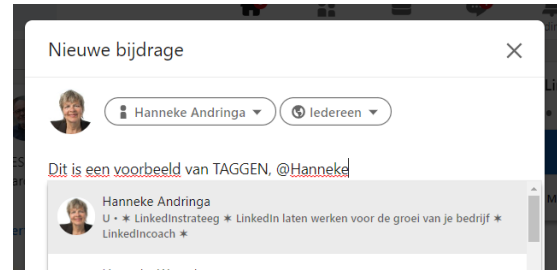 Nieuwe bijdrage
Hanneke Andringa
Iedereen
Dit is een voorbeeld van TAGGEN, @Hanneke
Hanneke Andringa
U • ✶ LinkedInstrateeg ✶ LinkedIn laten werken voor de groei van je bedrijf ✶
LinkedIncoach ✶